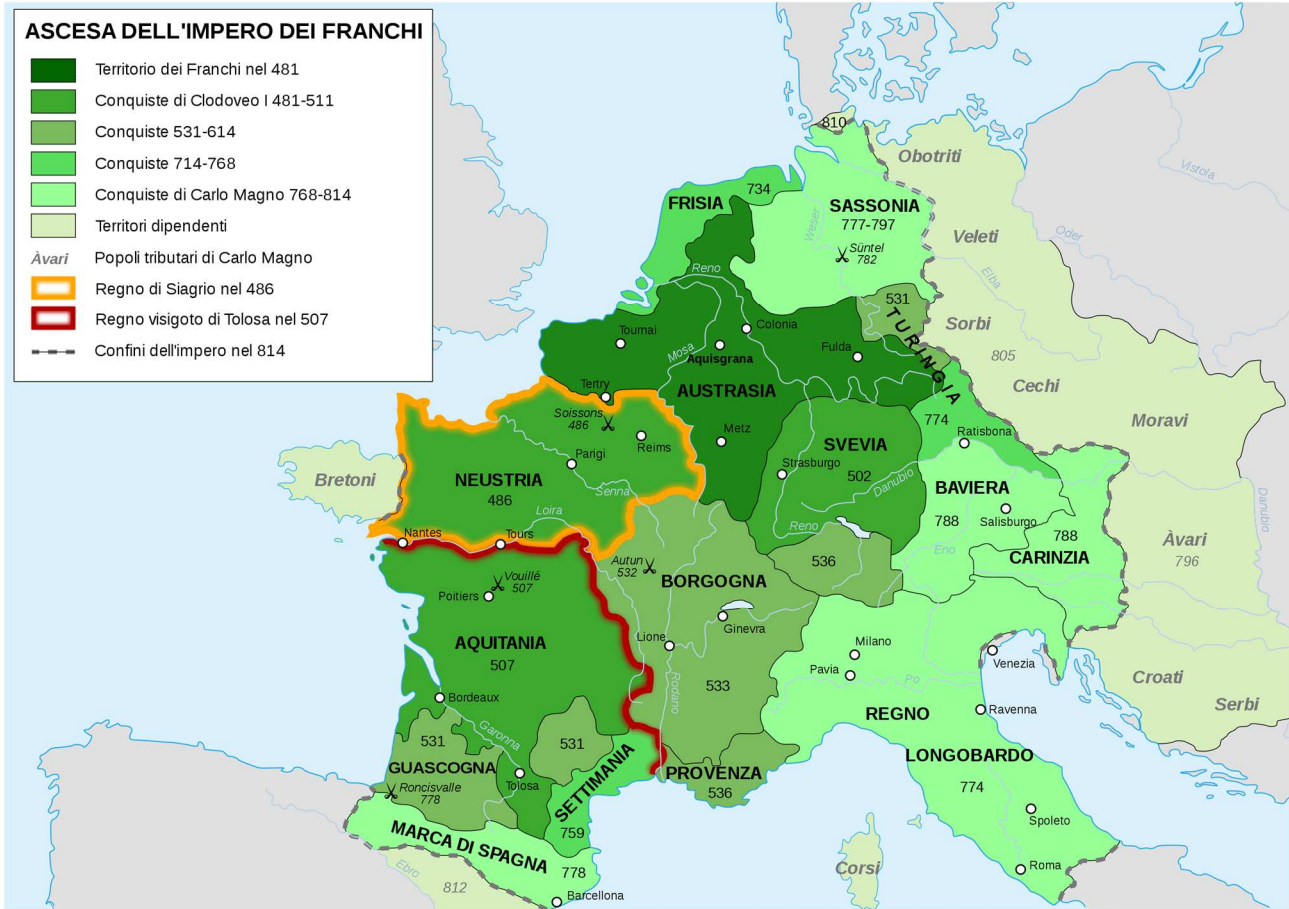 ASCESA DELL'IMPERO DEI FRANCHI
Territorio dei Franchi nel 481
Conquiste di Clodoveo I 481-511
Conquiste 531-614
Conquiste 714-768
Conquiste di Carlo Magno 768-814
Territori dipendenti
Àvari Popoli tributari di Carlo Magno
Regno di Siagrio nel 486
Regno visigoto di Tolosa nel 507
Confini dell'impero nel 814
810
Obotriti
Vistola
734
FRISIA
SASSONIA
777-797
Weser
Süntel
782
Veleti
Oder
Elba
Reno
531
TURINGIA
Sorbi
805
Cechi
Moravi
Tournai
Colonia
Mosa
Aquisgrana
Fulda
AUSTRASIA
Tertry
Soissons
486
Reims
Metz
774
Ratisbona
SVEVIA
502
Strasburgo
Danubio
Parigi
NEUSTRIA
486
Senna
Bretoni
Loira
Nantes
Tours
BAVIERA
788
Salisburgo
788
CARINZIA
Eno
Reno
536
Àvari
796
Danubio
Autun
532
BORGOGNA
Vouillé
507
Poitiers
AQUITANIA
507
Ginevra
Lione
Rodano
533
Milano
Pavia
Po
Venezia
Croati
Serbi
Bordeaux
Garonna
531
531
GUASCOGNA
Roncisvalle
778
Tolosa
SETTIMANIA
759
PROVENZA
536
REGNO
LONGOBARDO
774
Ravenna
Spoleto
Roma
MARCA DI SPAGNA
778
Ebro
812
Barcellona
Corsi